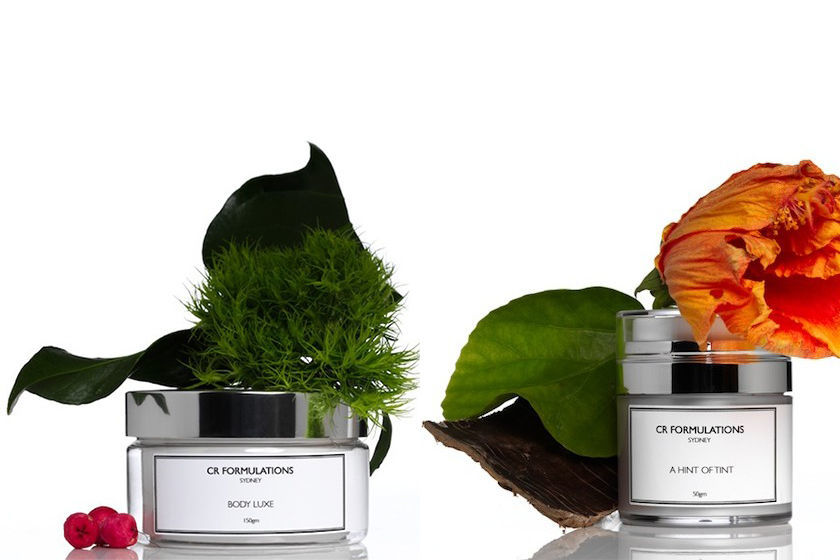 CR FORMULATIONS
SYDNEY
BODY LUXE
150gm
CR FORMULATIONS
SYDNEY
A HINT OF TINT
50gm